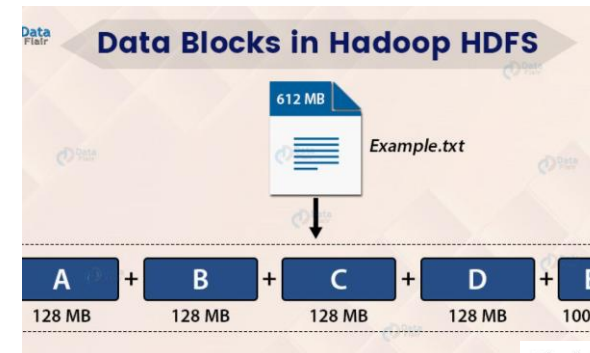 Data
Flair
Data Blocks in Hadoop HDFS
612 MB
Example.txt
A + B + C + D + E
128 MB 128 MB 128 MB 128 MB 100